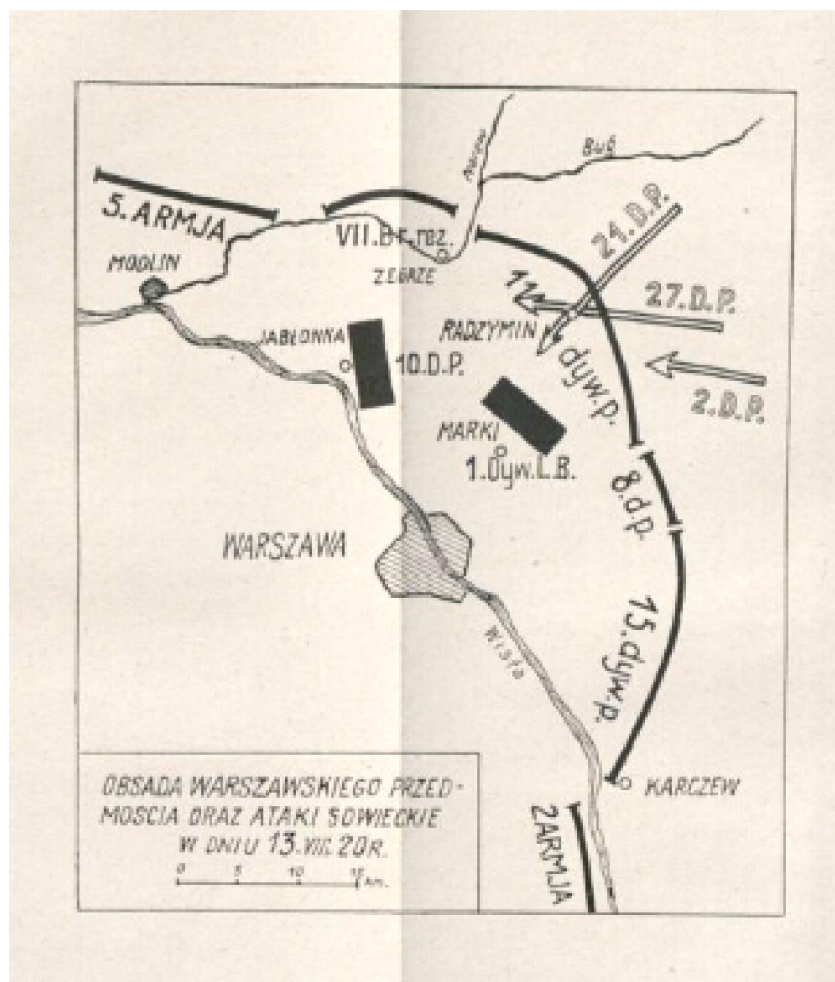 Narew
Bug
5. ARMJA
VII. Br. rez.
21. D.P.
MODLIN
ZEGRZE
11
27. D.P.
RADZYMIN
JABŁONNA
10. D.P.
dyw. p.
2. D.P.
MARKI
1. Dyw. L.B.
8. d.p.
WARSZAWA
15. dyw. p.
Wisła
OBSADA WARSZAWSKIEGO PRZED-
MOŚCIA ORAZ ATAKI SOWIECKIE
W DNIU 13. VIII. 20 R.
0 5 10 15
km.
KARCZEW
2 ARMJA